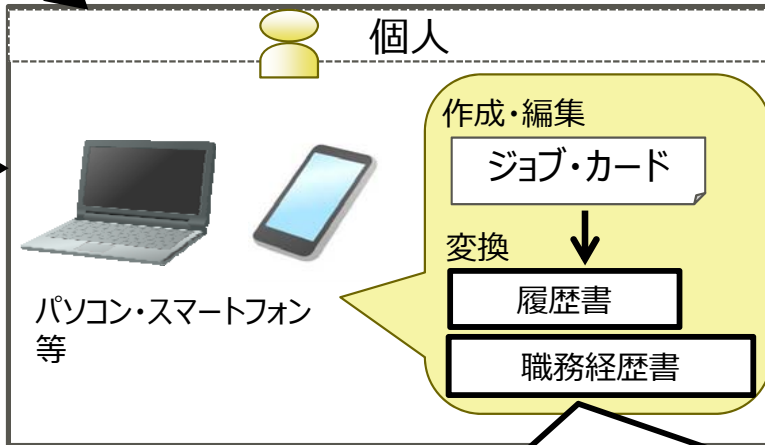 個人
作成・編集
ジョブ・カード
変換
履歴書
職務経歴書
パソコン・スマートフォン
等